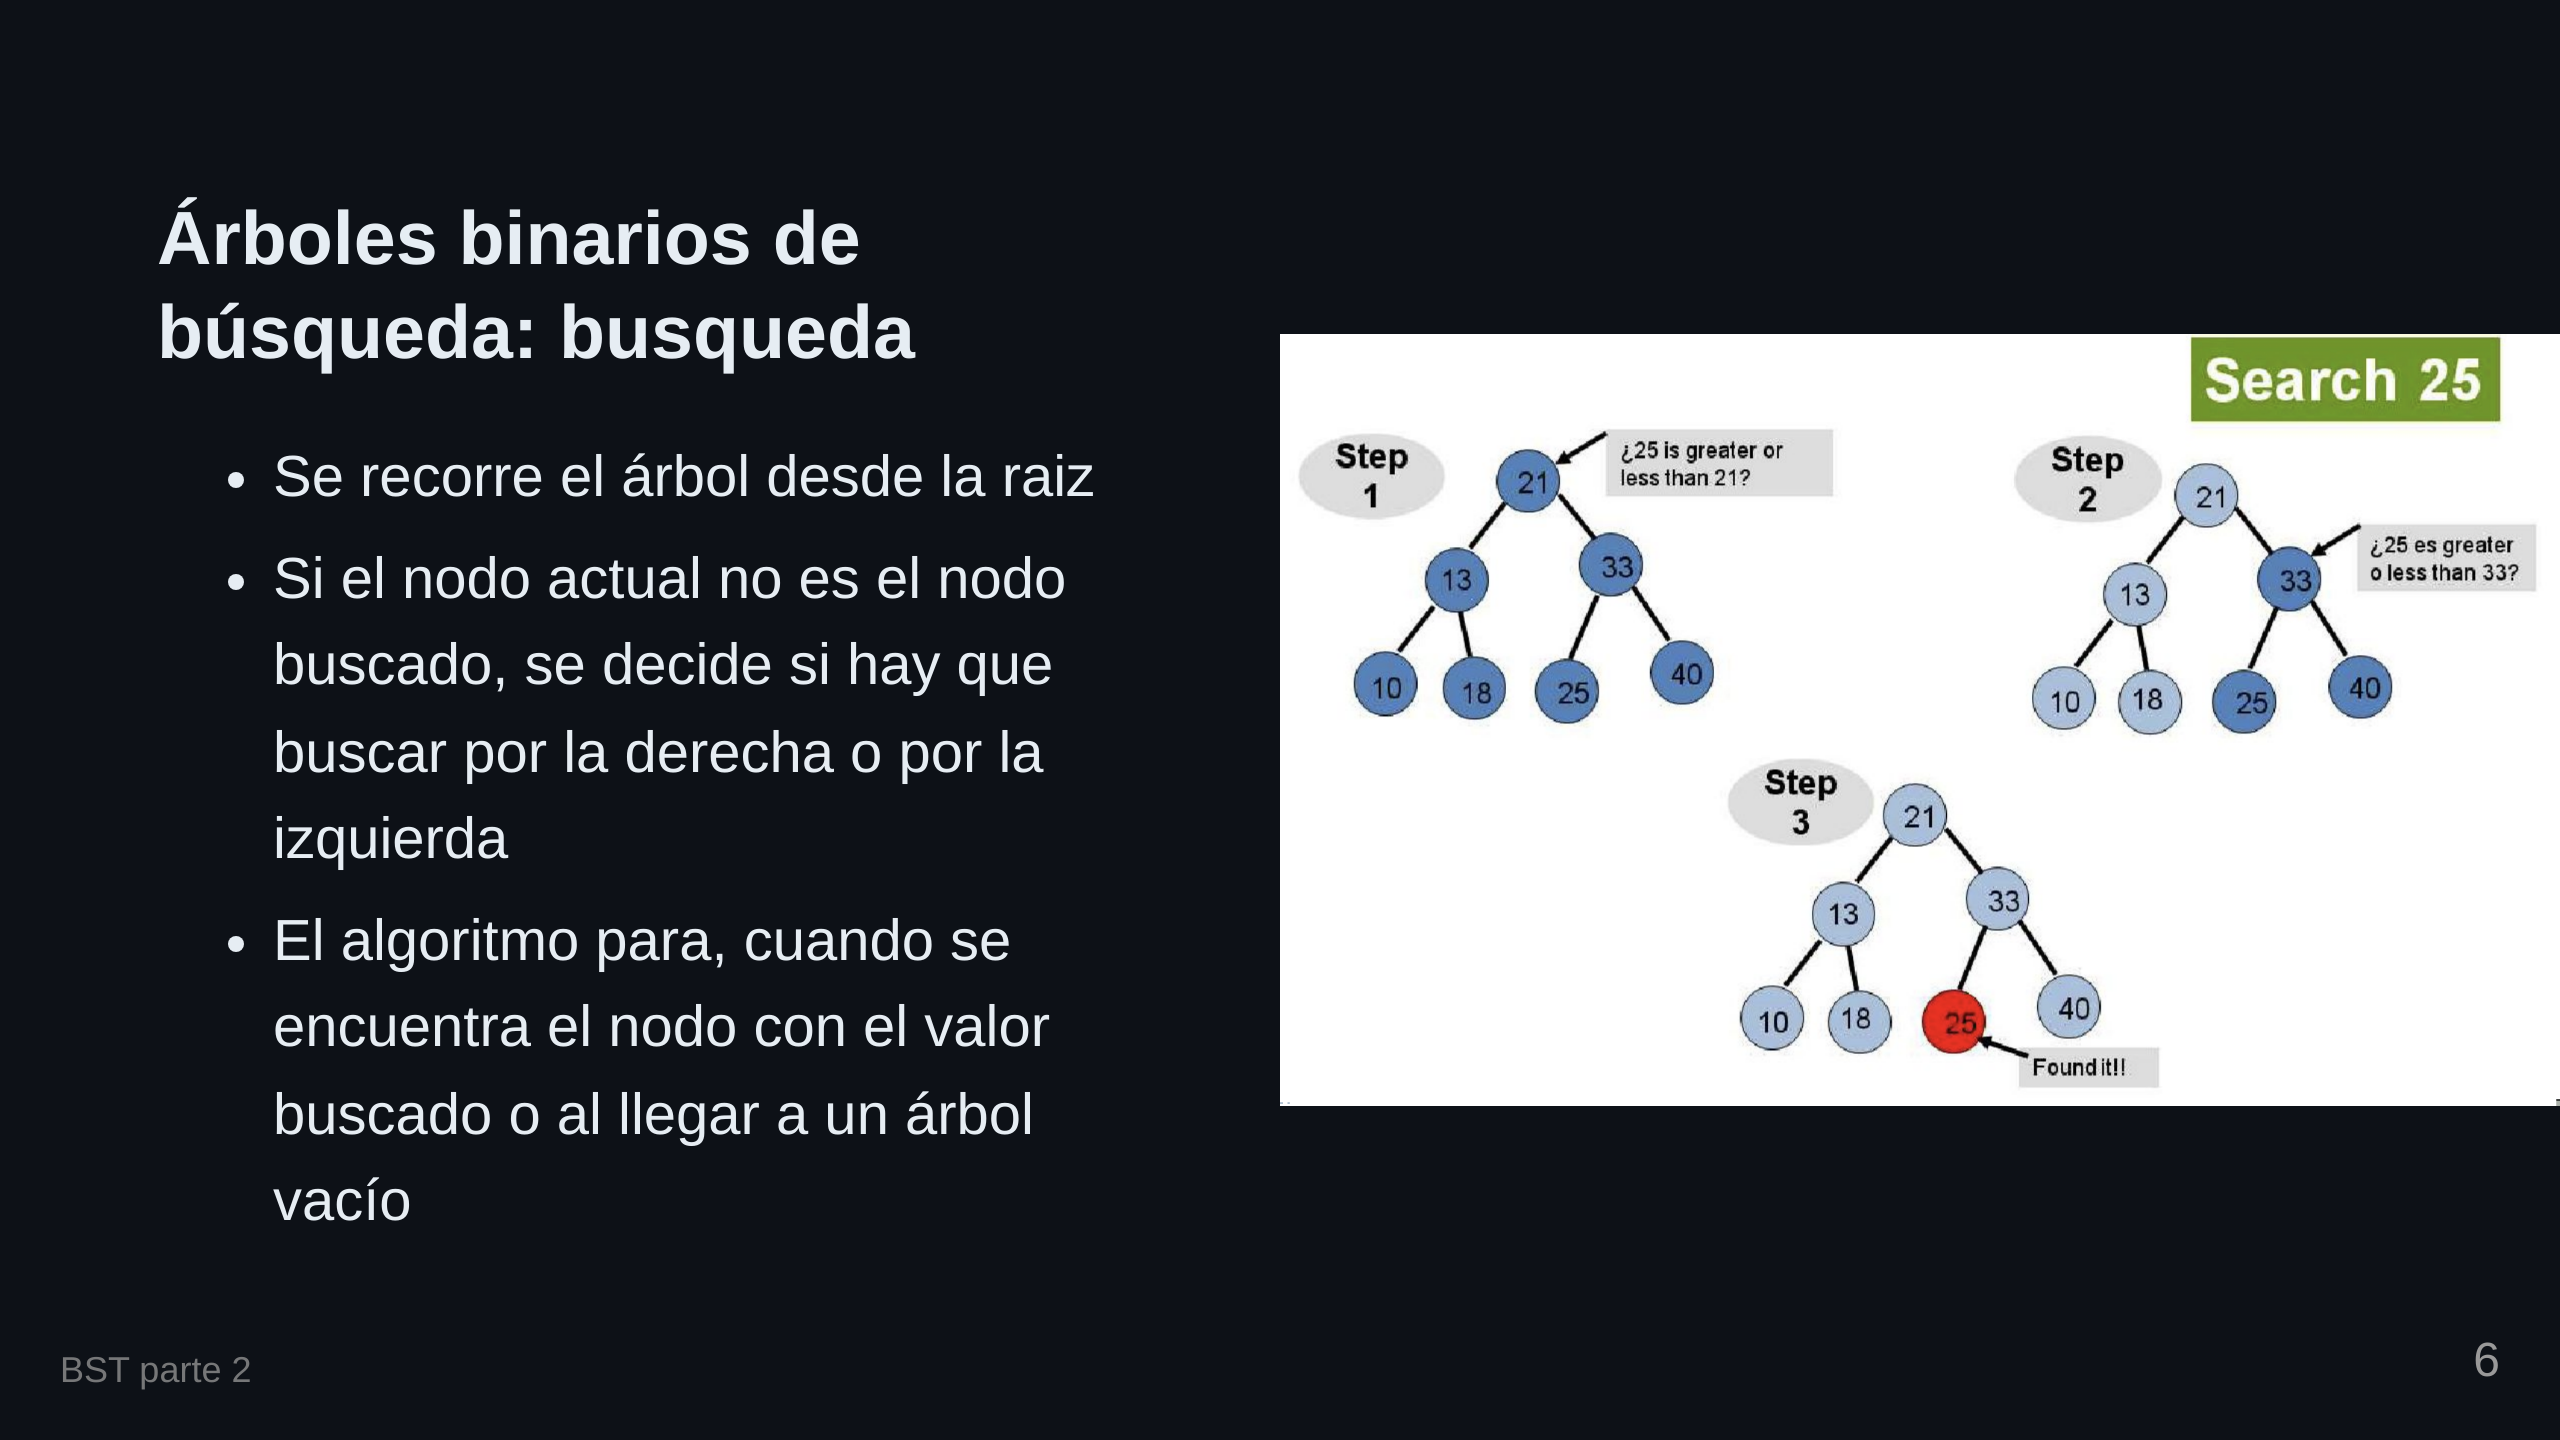 Árboles binarios de
búsqueda: busqueda
• Se recorre el árbol desde la raiz
• Si el nodo actual no es el nodo
buscado, se decide si hay que
buscar por la derecha o por la
izquierda
• El algoritmo para, cuando se
encuentra el nodo con el valor
buscado o al llegar a un árbol
vacío
Search 25
Step
1
¿25 is greater or
less than 21?
21
13
33
10
18
25
40
Step
2
¿25 es greater
o less than 33?
21
13
33
10
18
25
40
Step
3
21
13
33
10
18
25
40
Found it!!
BST parte 2
6